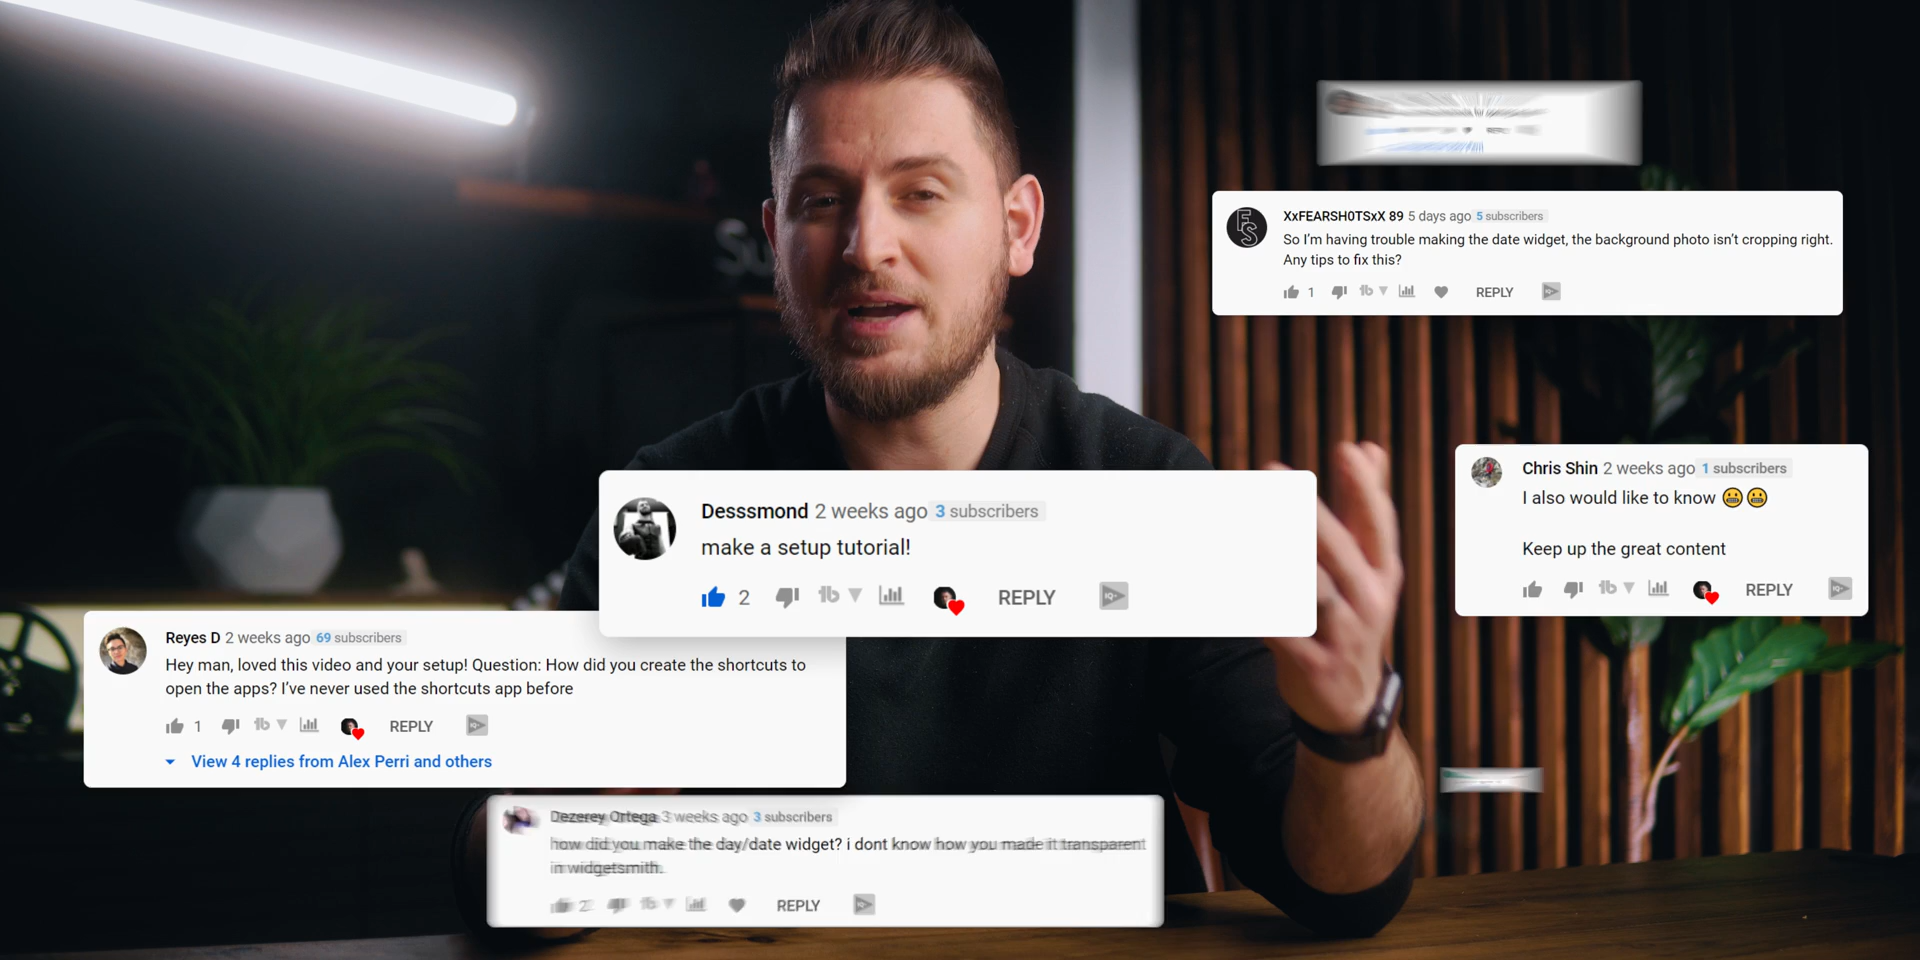 Su
XxFEARSH0TSxX 89 5 days ago 5 subscribers
So I'm having trouble making the date widget, the background photo isn't cropping right.
Any tips to fix this?
1 REPLY
Chris Shin 2 weeks ago 1 subscribers
I also would like to know 😬😬
Keep up the great content
REPLY
Desssmond 2 weeks ago 3 subscribers
make a setup tutorial!
2 REPLY
Reyes D 2 weeks ago 69 subscribers
Hey man, loved this video and your setup! Question: How did you create the shortcuts to
open the apps? I've never used the shortcuts app before
1 REPLY
View 4 replies from Alex Perri and others
Dezerey Ortega 3 weeks ago 3 subscribers
how did you make the day/date widget? i dont know how you made it transparent
in widgetsmith.
2 REPLY